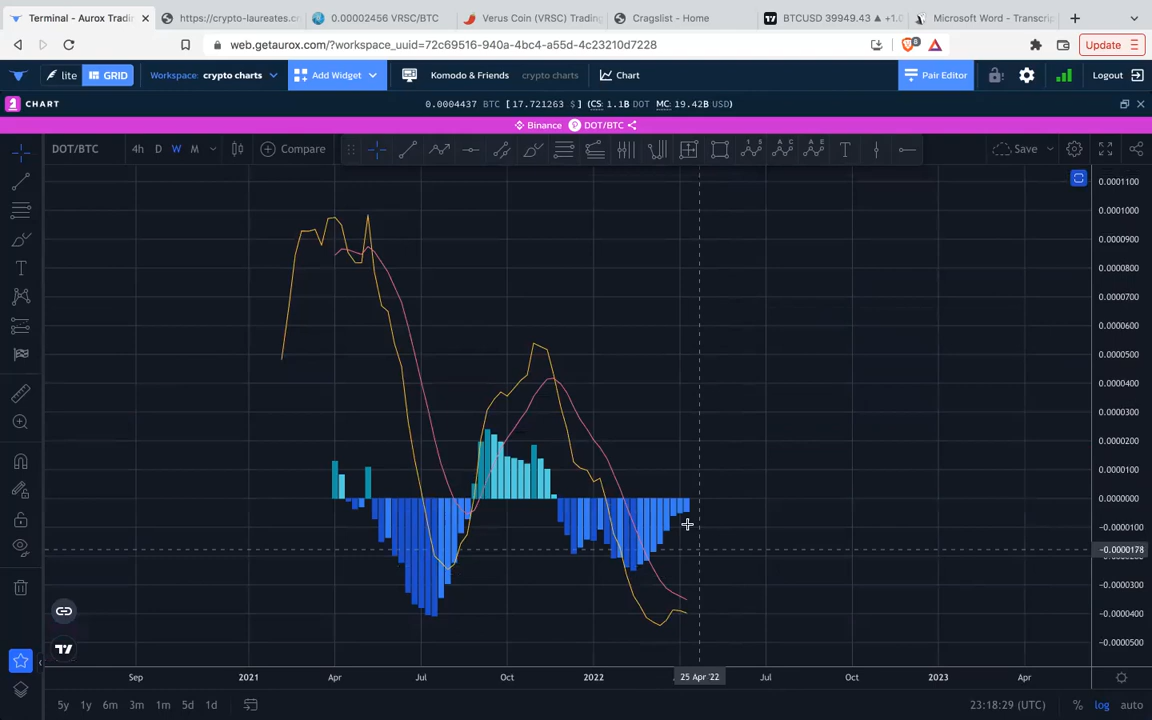 Terminal - Aurox Tradi
https://crypto-laureates.cr
0.00002456 VRSC/BTC
Verus Coin (VRSC) Trading
Cragslist - Home
BTCUSD 39949.43 ▲ +1.0
Microsoft Word - Transcrip
web.getaurox.com/?workspace_uuid=72c69516-940a-4bc4-a55d-4c23210d7228
Update
lite
GRID
Workspace: crypto charts
Add Widget
Komodo & Friends
crypto charts
Chart
Pair Editor
Logout
CHART
0.0004437 BTC [17.721263 $] (CS: 1.1B DOT MC: 19.42B USD)
Binance DOT/BTC
DOT/BTC
4h D W M
Compare
Save
0.0001100
0.0001000
0.0000900
0.0000800
0.0000700
0.0000600
0.0000500
0.0000400
0.0000300
0.0000200
0.0000100
0.0000000
−0.0000100
−0.0000178
−0.0000300
−0.0000400
−0.0000500
Sep 2021 Apr Jul Oct 2022 25 Apr '22 Jul Oct 2023 Apr
5y 1y 6m 3m 1m 5d 1d
23:18:29 (UTC) % log auto